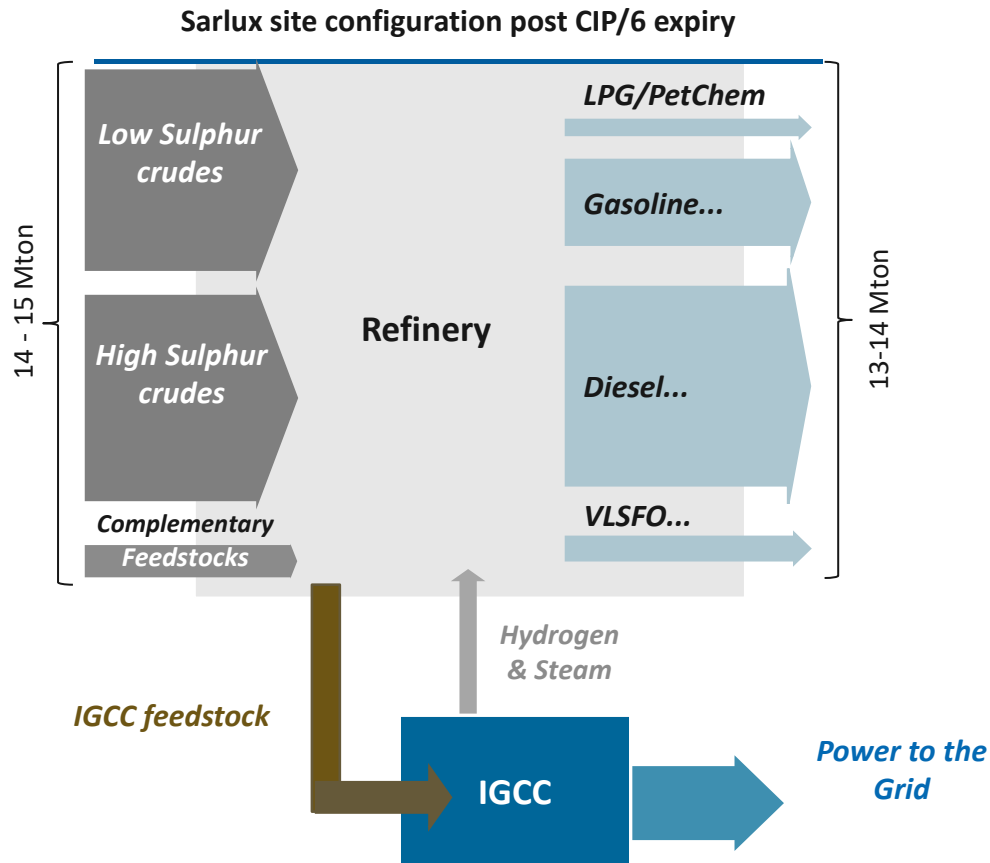 Sarlux site configuration post CIP/6 expiry
14 - 15 Mton
Low Sulphur
crudes
High Sulphur
crudes
Complementary
Feedstocks
Refinery
LPG/PetChem
Gasoline...
Diesel...
VLSFO...
13-14 Mton
Hydrogen
& Steam
IGCC feedstock
IGCC
Power to the
Grid